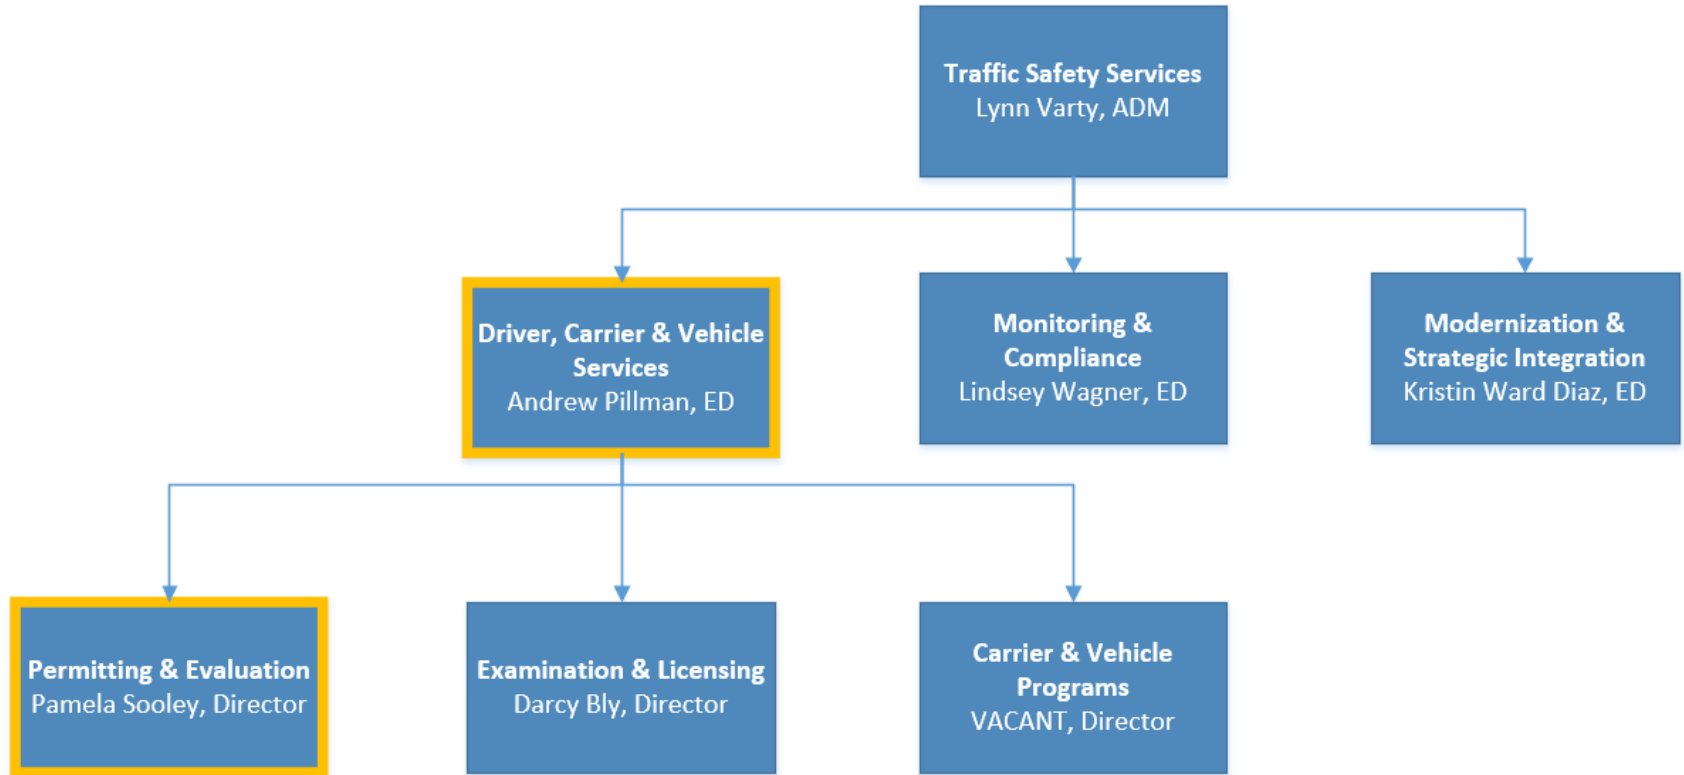 Traffic Safety Services
Lynn Varty, ADM
Driver, Carrier & Vehicle
Services
Andrew Pillman, ED
Monitoring &
Compliance
Lindsey Wagner, ED
Modernization &
Strategic Integration
Kristin Ward Diaz, ED
Permitting & Evaluation
Pamela Sooley, Director
Examination & Licensing
Darcy Bly, Director
Carrier & Vehicle
Programs
VACANT, Director